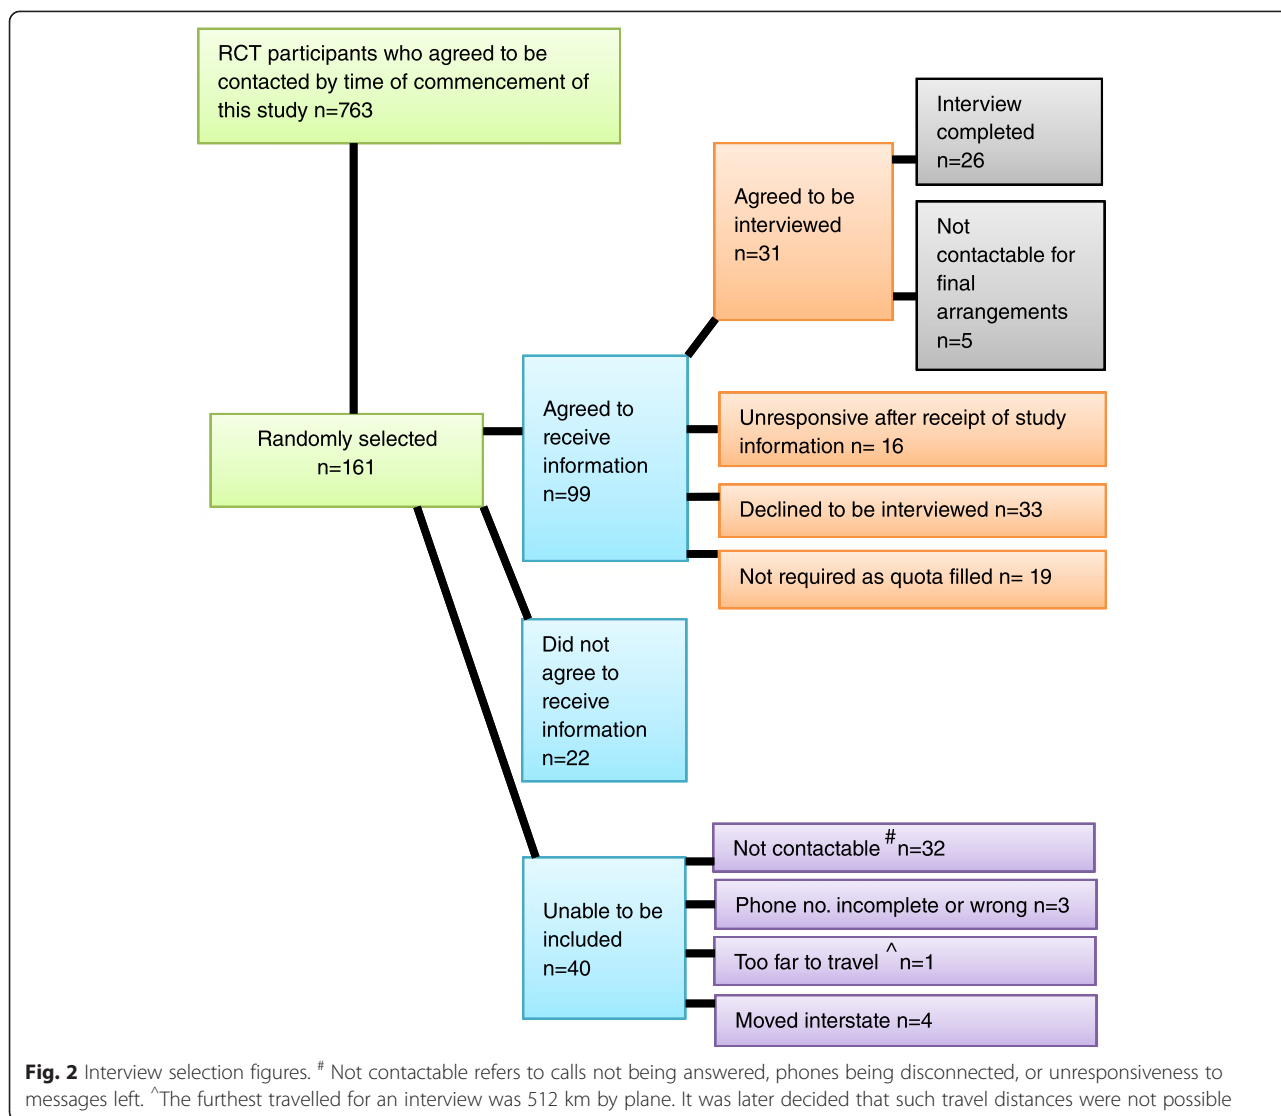 RCT participants who agreed to be
contacted by time of commencement of
this study n=763
Interview
completed
n=26
Agreed to be
interviewed
n=31
Not
contactable for
final
arrangements
n=5
Randomly selected
n=161
Agreed to
receive
information
n=99
Unresponsive after receipt of study
information n= 16
Declined to be interviewed n=33
Not required as quota filled n= 19
Did not
agree to
receive
information
n=22
Unable to be
included
n=40
Not contactable # n=32
Phone no. incomplete or wrong n=3
Too far to travel ^ n=1
Moved interstate n=4
Fig. 2 Interview selection figures. # Not contactable refers to calls not being answered, phones being disconnected, or unresponsiveness to
messages left. ^The furthest travelled for an interview was 512 km by plane. It was later decided that such travel distances were not possible